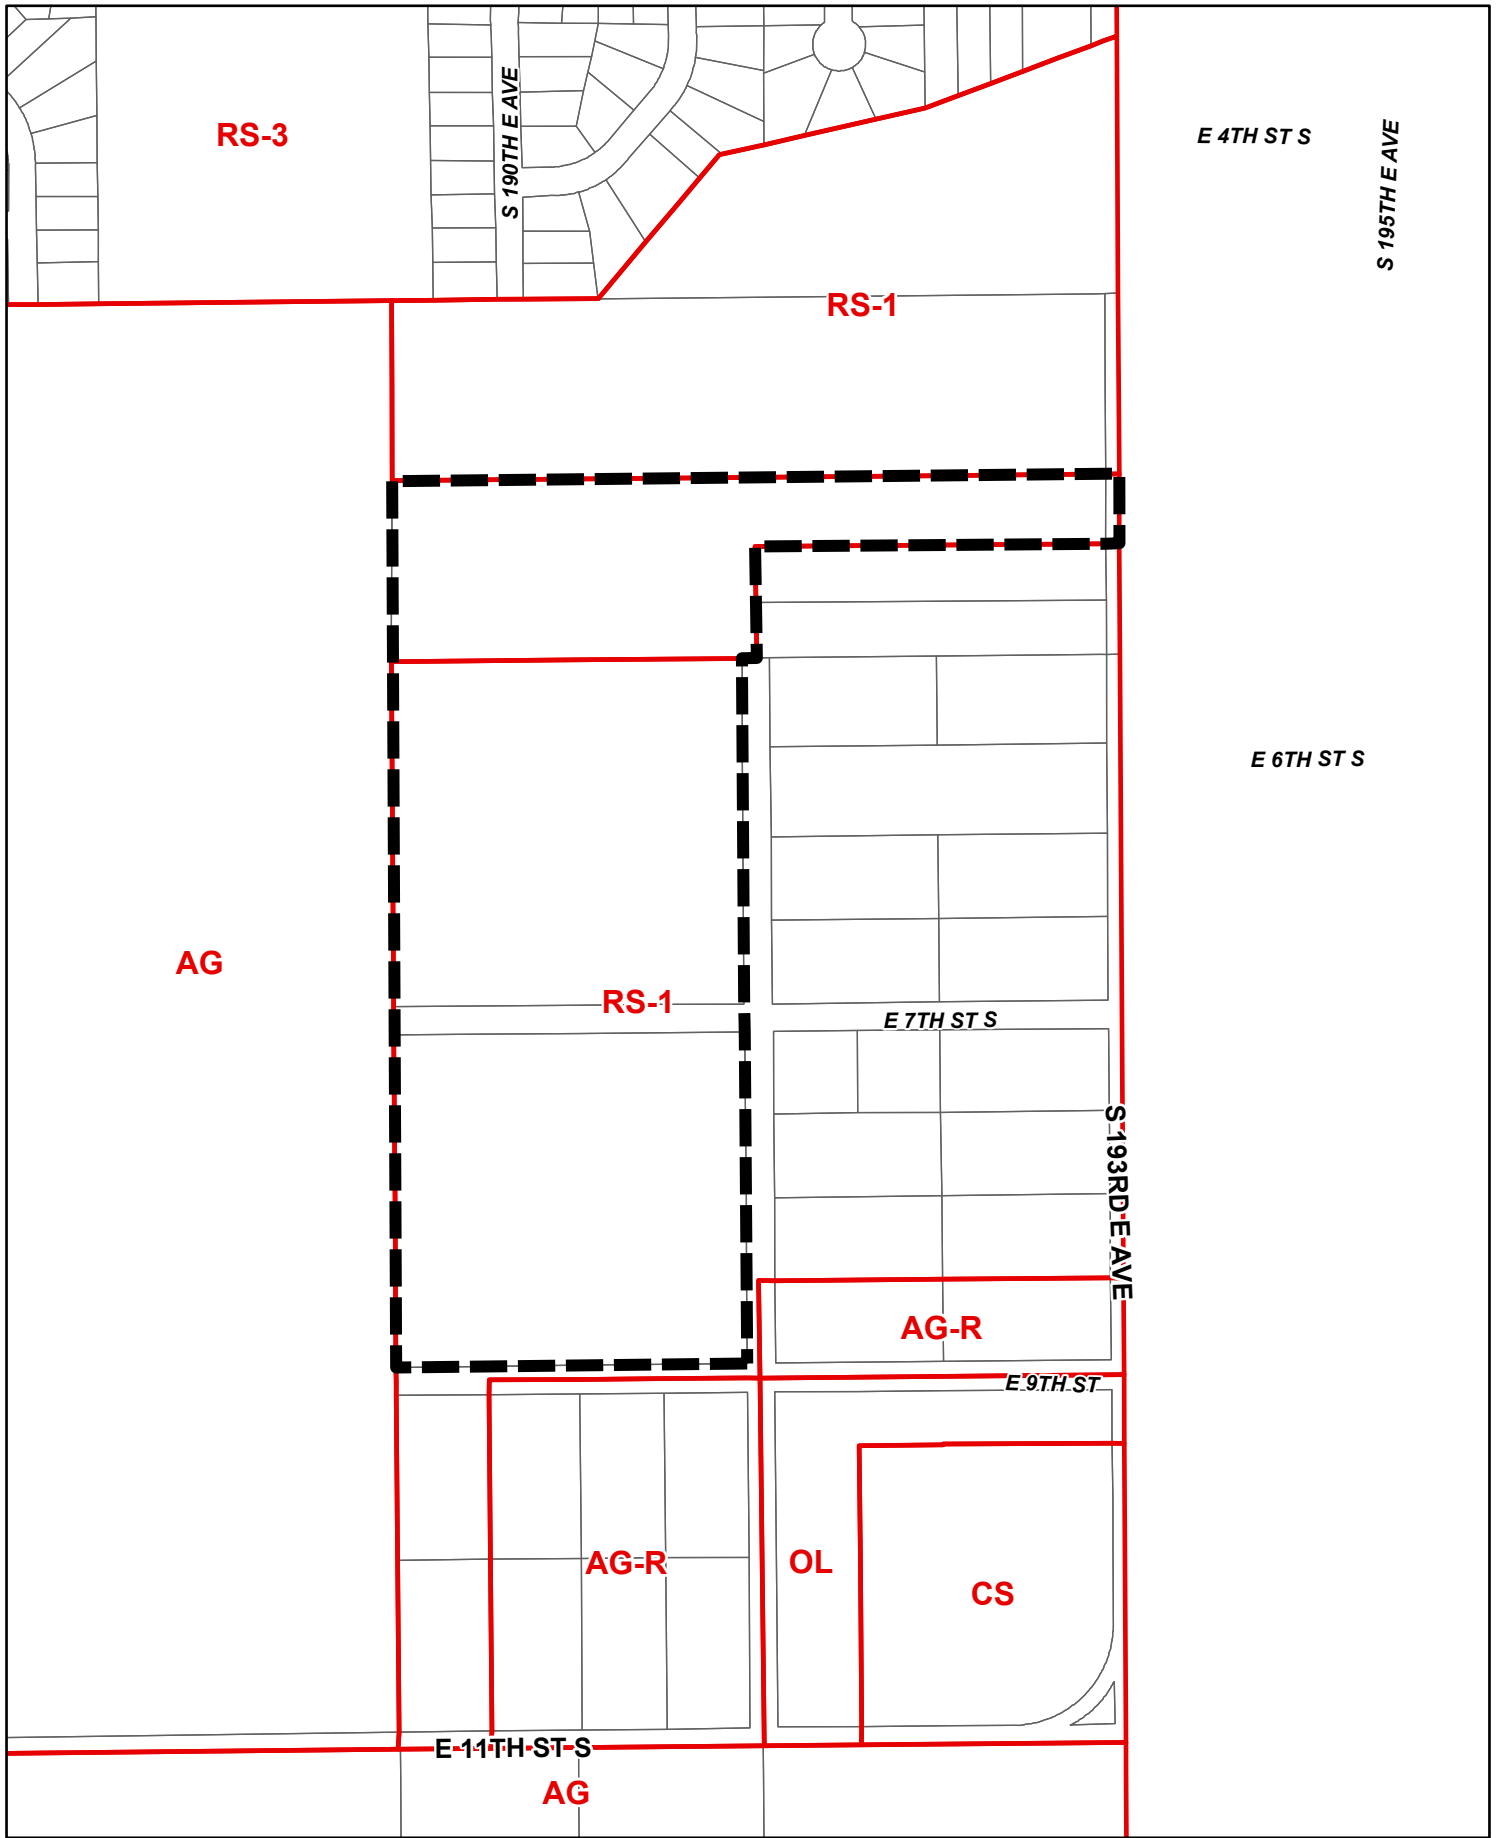 S 190TH E AVE
RS-3
E 4TH ST S
S 195TH E AVE
RS-1
E 6TH ST S
AG
RS-1
E 7TH ST S
S 193RD E AVE
AG-R
E 9TH ST
AG-R
OL
CS
E 11TH ST S
AG